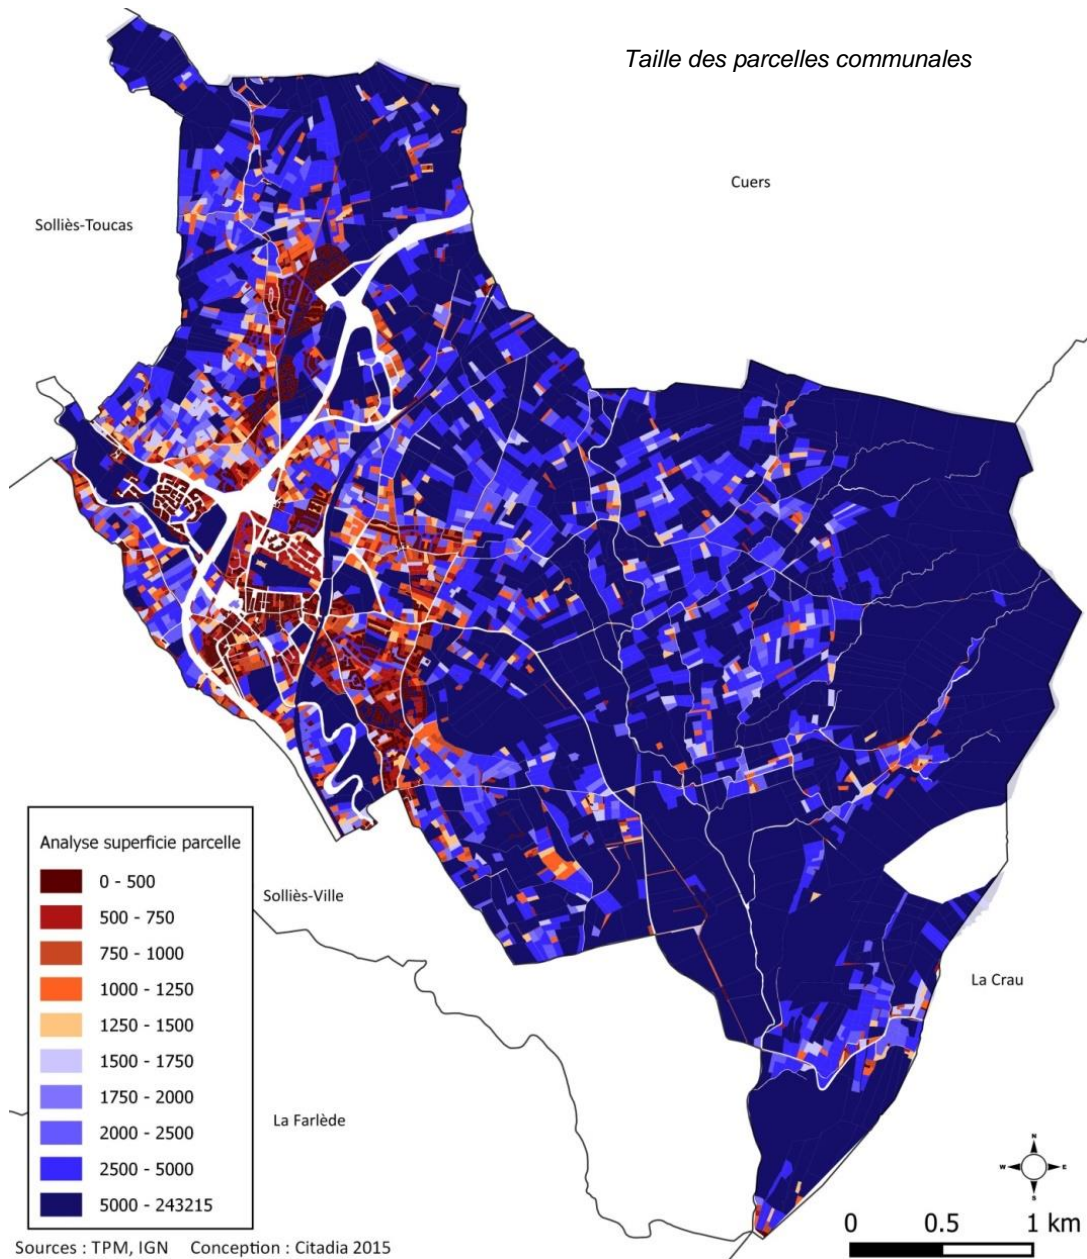 Taille des parcelles communales
Cuers
Solliès-Toucas
Analyse superficie parcelle
0 - 500
500 - 750
750 - 1000
1000 - 1250
1250 - 1500
1500 - 1750
1750 - 2000
2000 - 2500
2500 - 5000
5000 - 243215
Solliès-Ville
La Crau
La Farlède
N
W E
S
0 0.5 1 km
Sources : TPM, IGN Conception : Citadia 2015